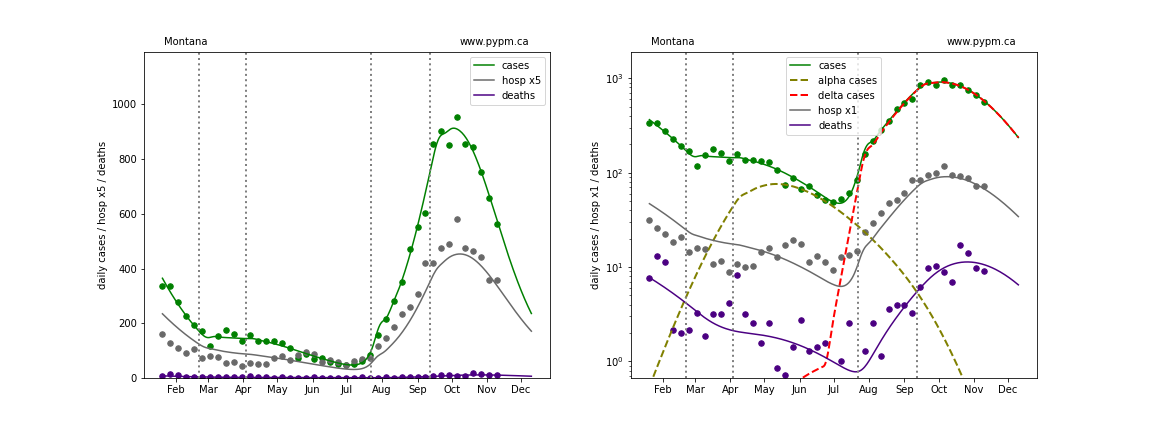 Montana www.pypm.ca
cases
hosp x5
deaths
daily cases / hosp x5 / deaths
1000
800
600
400
200
0
Feb Mar Apr May Jun Jul Aug Sep Oct Nov Dec
Montana www.pypm.ca
cases
alpha cases
delta cases
hosp x1
deaths
daily cases / hosp x1 / deaths
10³
10²
10¹
10⁰
Feb Mar Apr May Jun Jul Aug Sep Oct Nov Dec